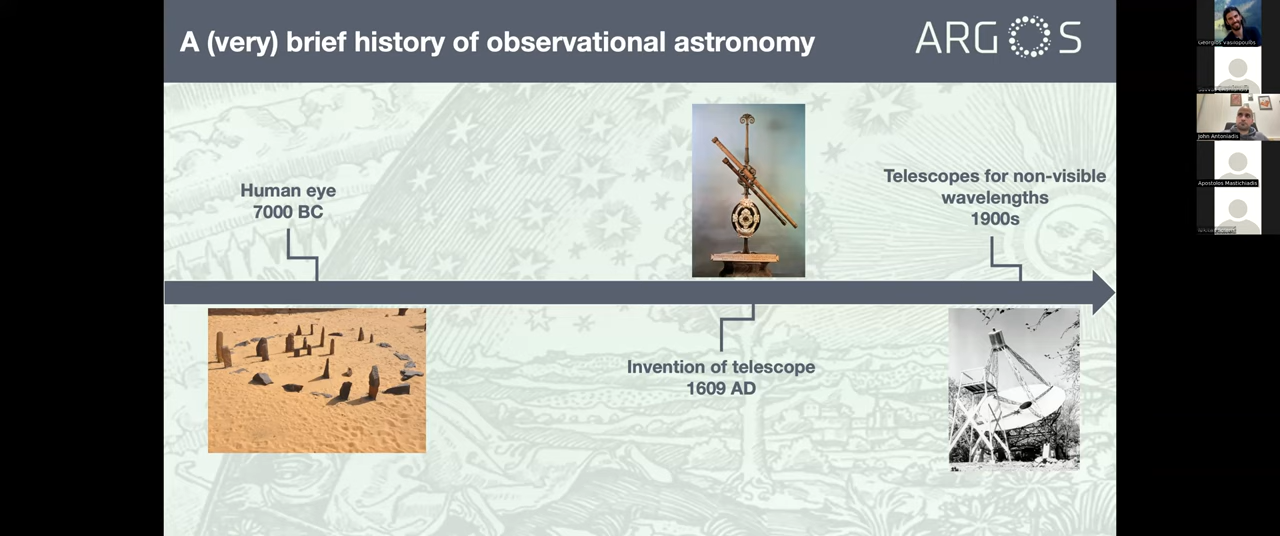 A (very) brief history of observational astronomy
ARGOS
Human eye
7000 BC
Telescopes for non-visible
wavelengths
1900s
Invention of telescope
1609 AD
Georgios Vasilopoulos
John Antoniadis
Apostolos Mastichiadis